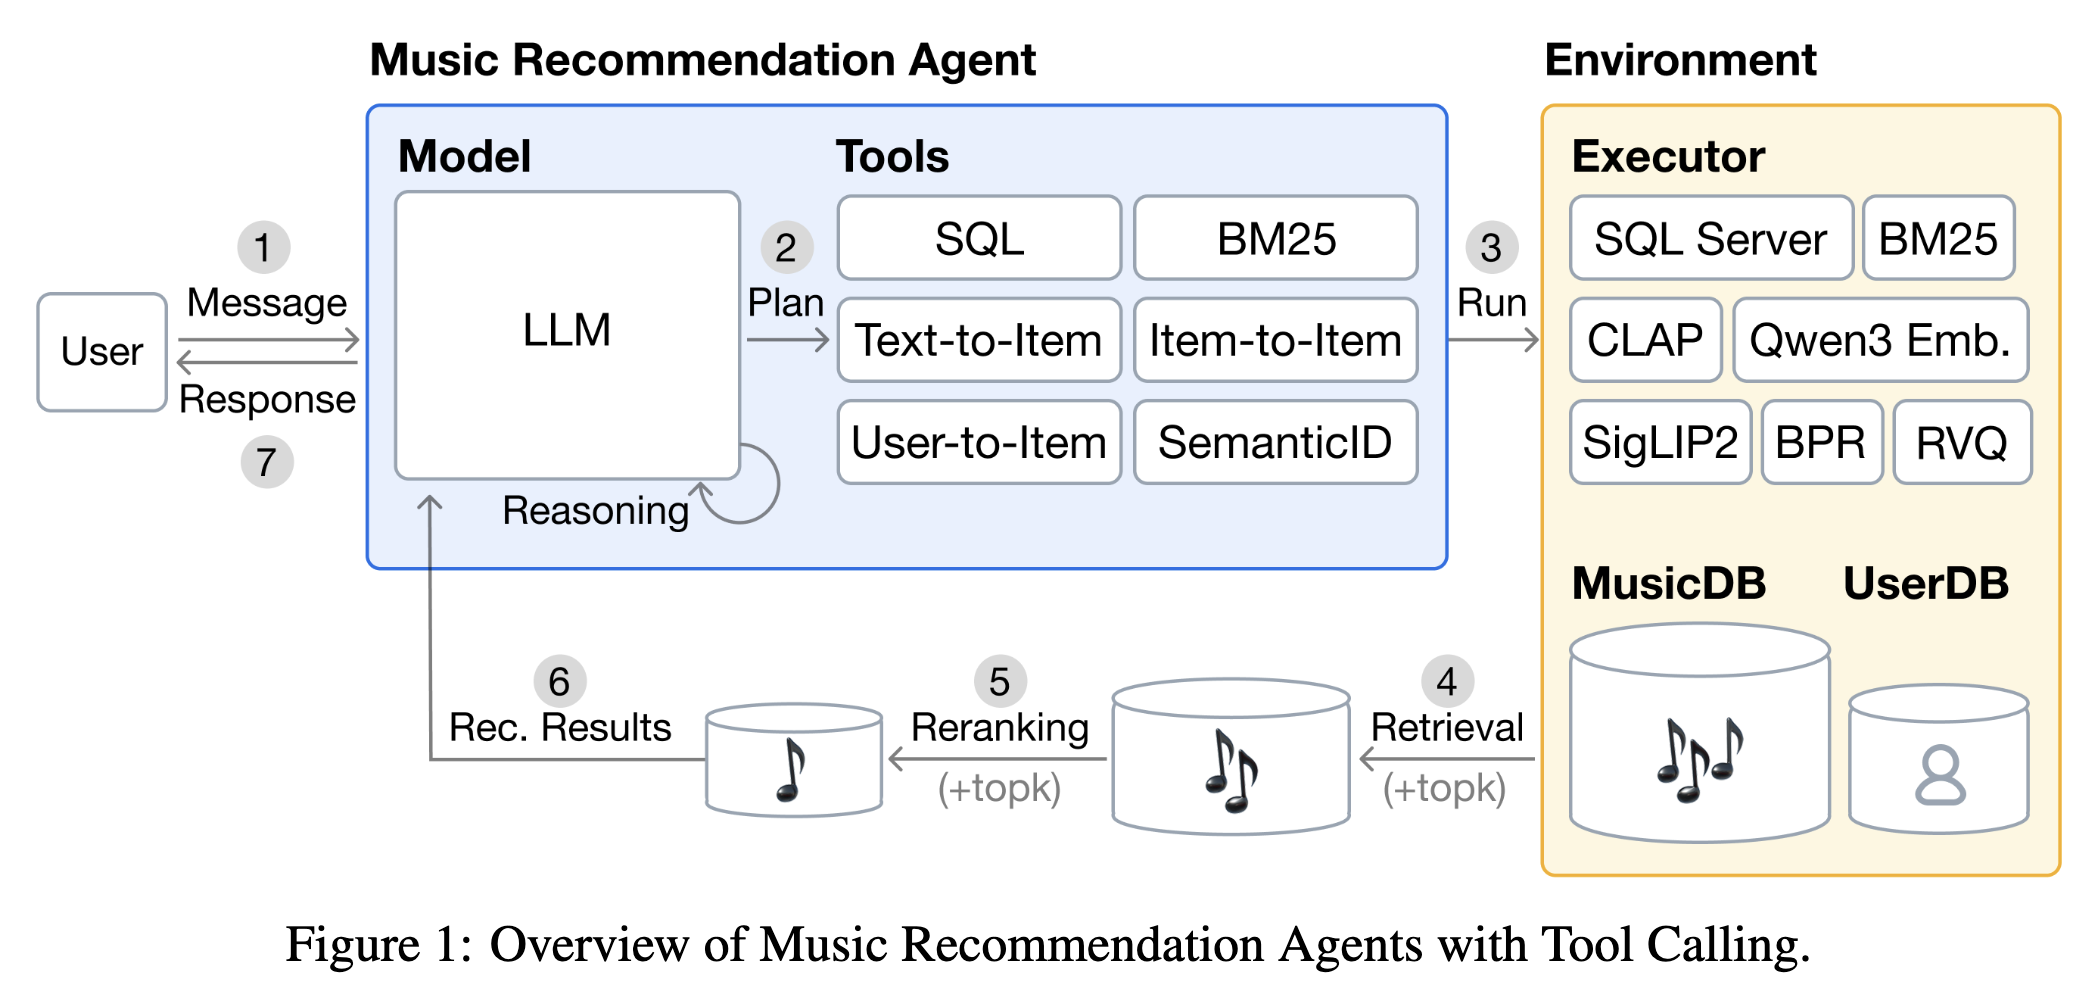 Music Recommendation Agent
Environment
Model
Tools
Executor
1
Message
User
Response
7
LLM
Reasoning
2
Plan
SQL
BM25
Text-to-Item
Item-to-Item
User-to-Item
SemanticID
3
Run
SQL Server
BM25
CLAP
Qwen3 Emb.
SigLIP2
BPR
RVQ
MusicDB
UserDB
4
Retrieval
(+topk)
5
Reranking
(+topk)
6
Rec. Results
Figure 1: Overview of Music Recommendation Agents with Tool Calling.